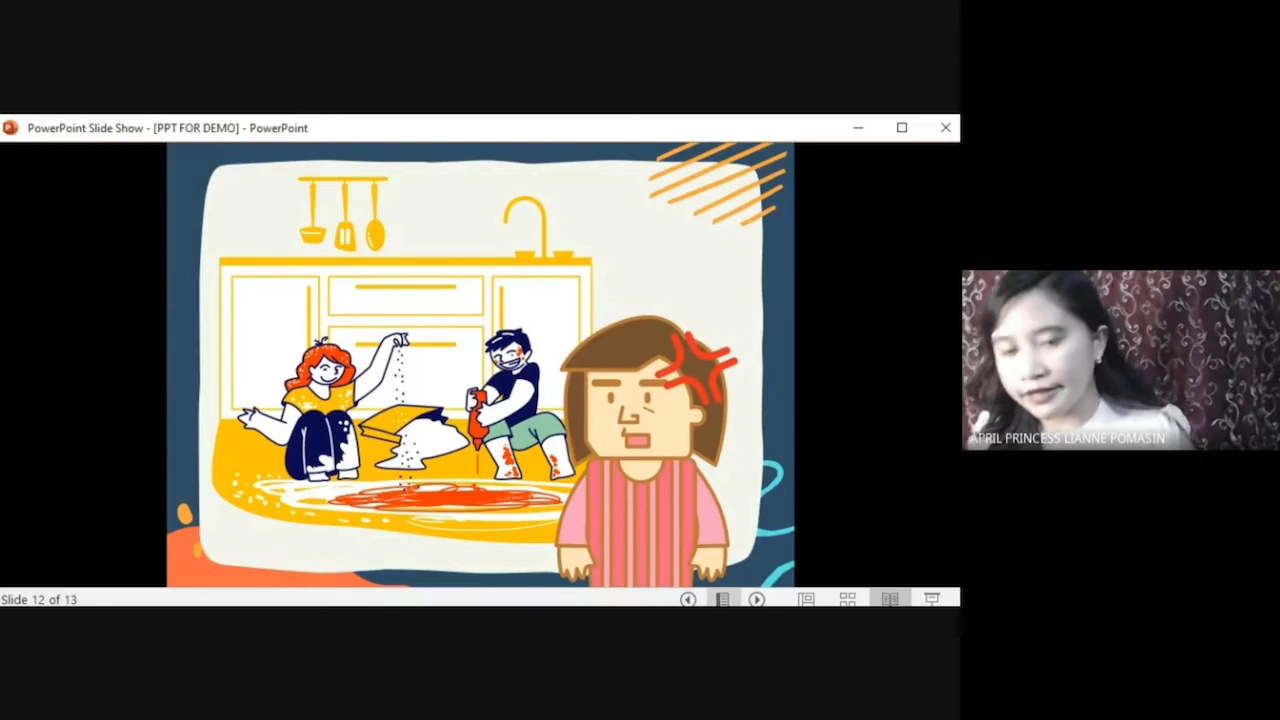 PowerPoint Slide Show - [PPT FOR DEMO] - PowerPoint
APRIL PRINCESS LIANNE POMASIN
Slide 12 of 13